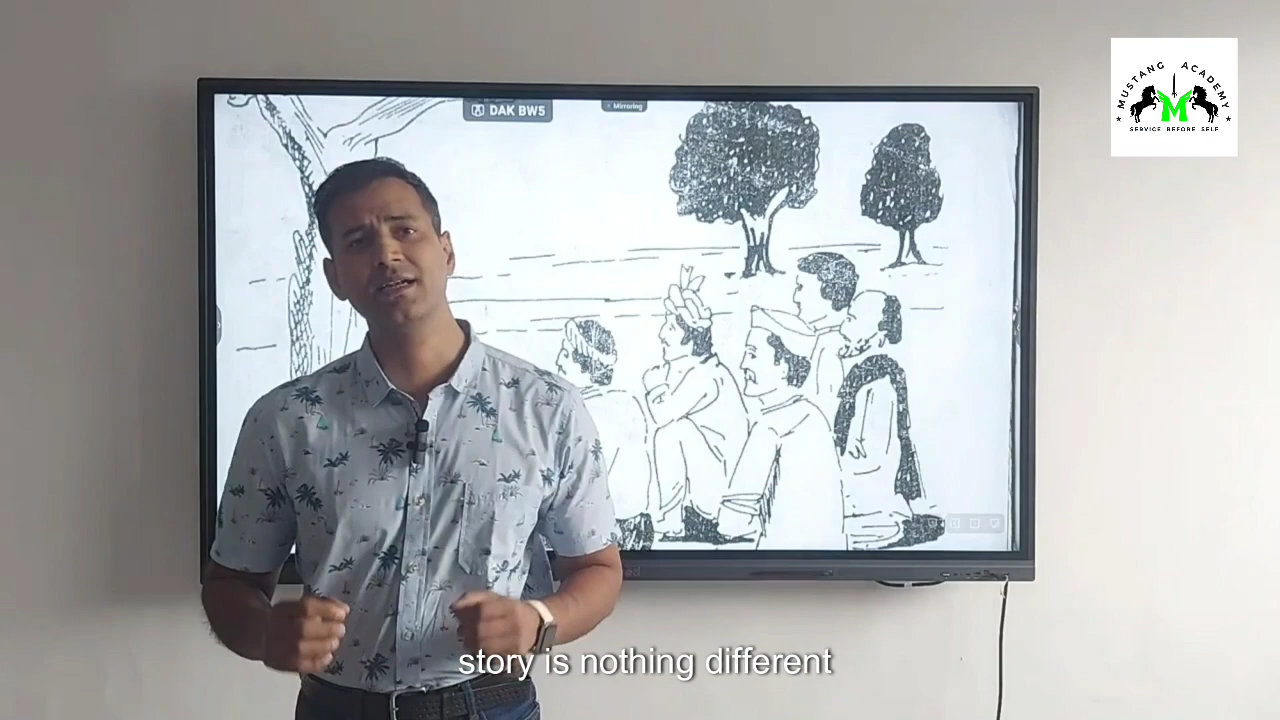 DAK BW5
Mirroring
MUSTANG ACADEMY
M
SERVICE BEFORE SELF
story is nothing different